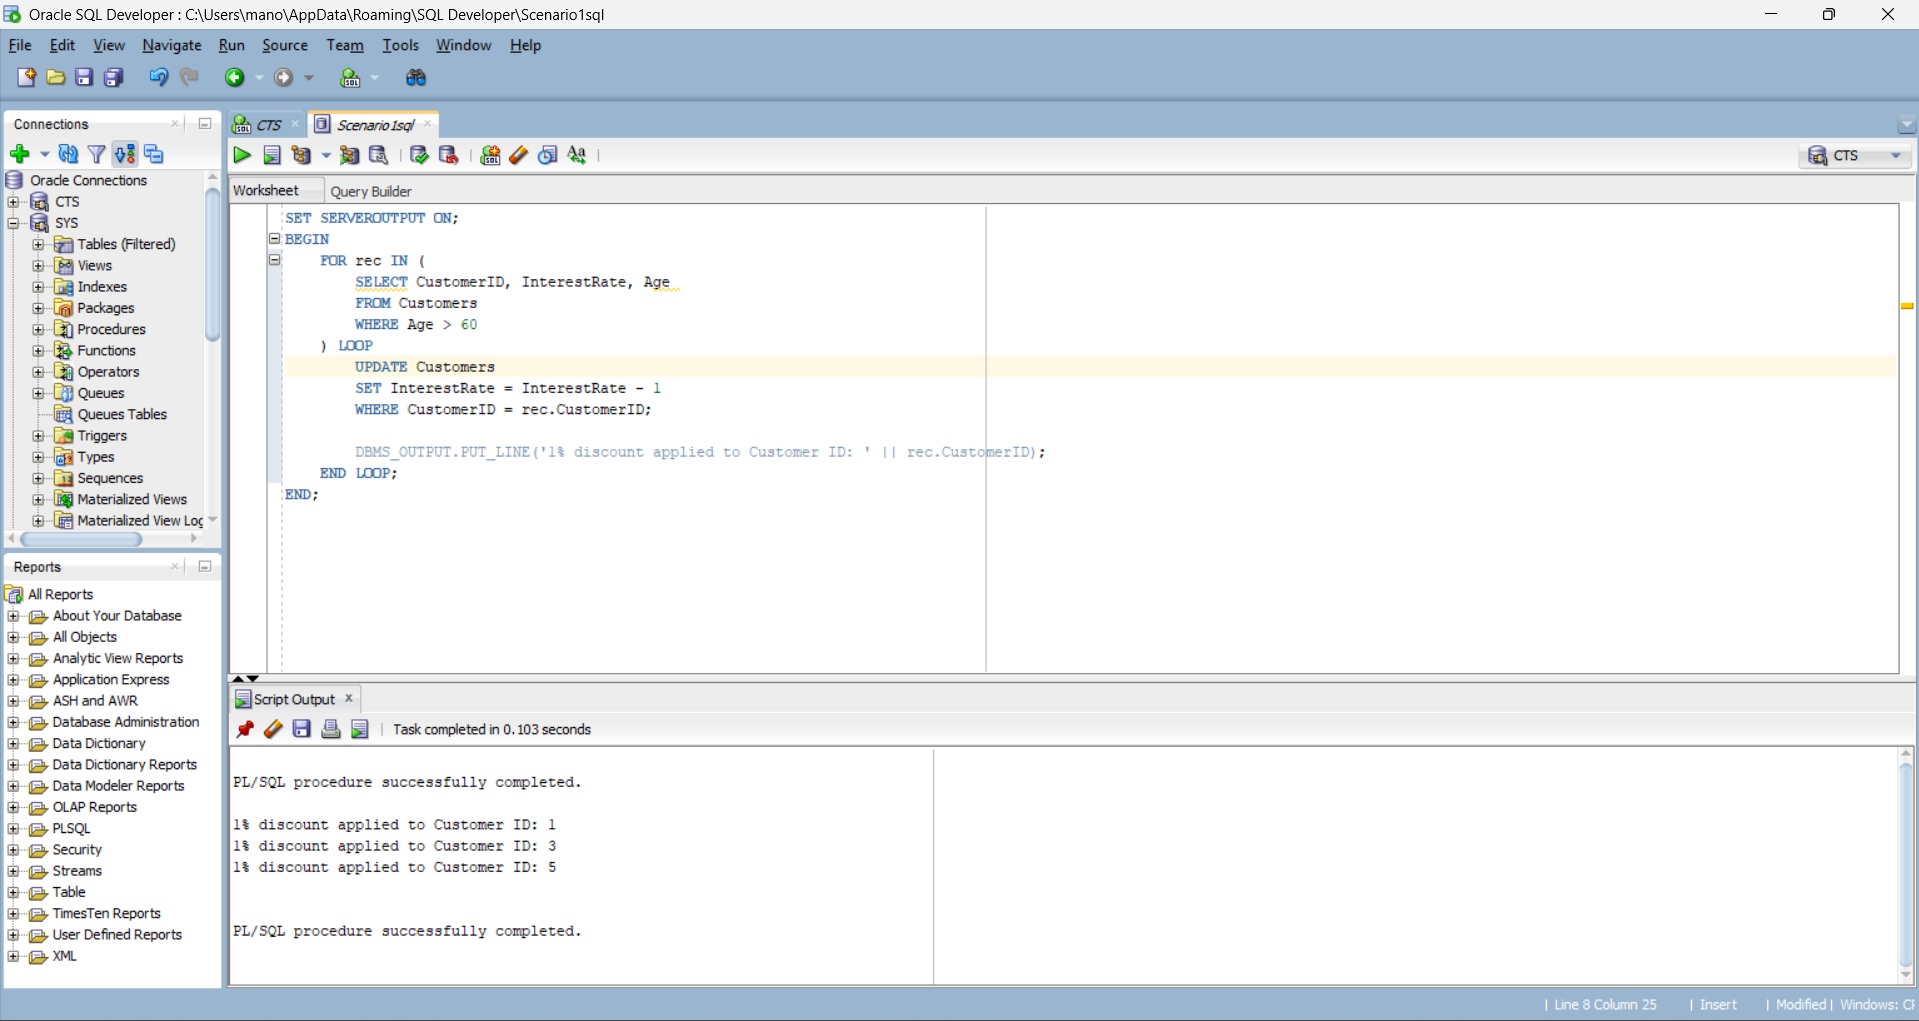 Oracle SQL Developer : C:\Users\mano\AppData\Roaming\SQL Developer\Scenario1sql
File Edit View Navigate Run Source Team Tools Window Help
Connections
Oracle Connections
CTS
SYS
Tables (Filtered)
Views
Indexes
Packages
Procedures
Functions
Operators
Queues
Queues Tables
Triggers
Types
Sequences
Materialized Views
Materialized View Log
Reports
All Reports
About Your Database
All Objects
Analytic View Reports
Application Express
ASH and AWR
Database Administration
Data Dictionary
Data Dictionary Reports
Data Modeler Reports
OLAP Reports
PLSQL
Security
Streams
Table
TimesTen Reports
User Defined Reports
XML
CTS Scenario1sql
CTS
Worksheet Query Builder
SET SERVEROUTPUT ON;
BEGIN
    FOR rec IN (
        SELECT CustomerID, InterestRate, Age
        FROM Customers
        WHERE Age > 60
    ) LOOP
        UPDATE Customers
        SET InterestRate = InterestRate - 1
        WHERE CustomerID = rec.CustomerID;
        DBMS_OUTPUT.PUT_LINE('1% discount applied to Customer ID: ' || rec.CustomerID);
    END LOOP;
END;
Script Output
Task completed in 0.103 seconds
PL/SQL procedure successfully completed.
1% discount applied to Customer ID: 1
1% discount applied to Customer ID: 3
1% discount applied to Customer ID: 5
PL/SQL procedure successfully completed.
| Line 8 Column 25 | Insert | Modified | Windows: CF